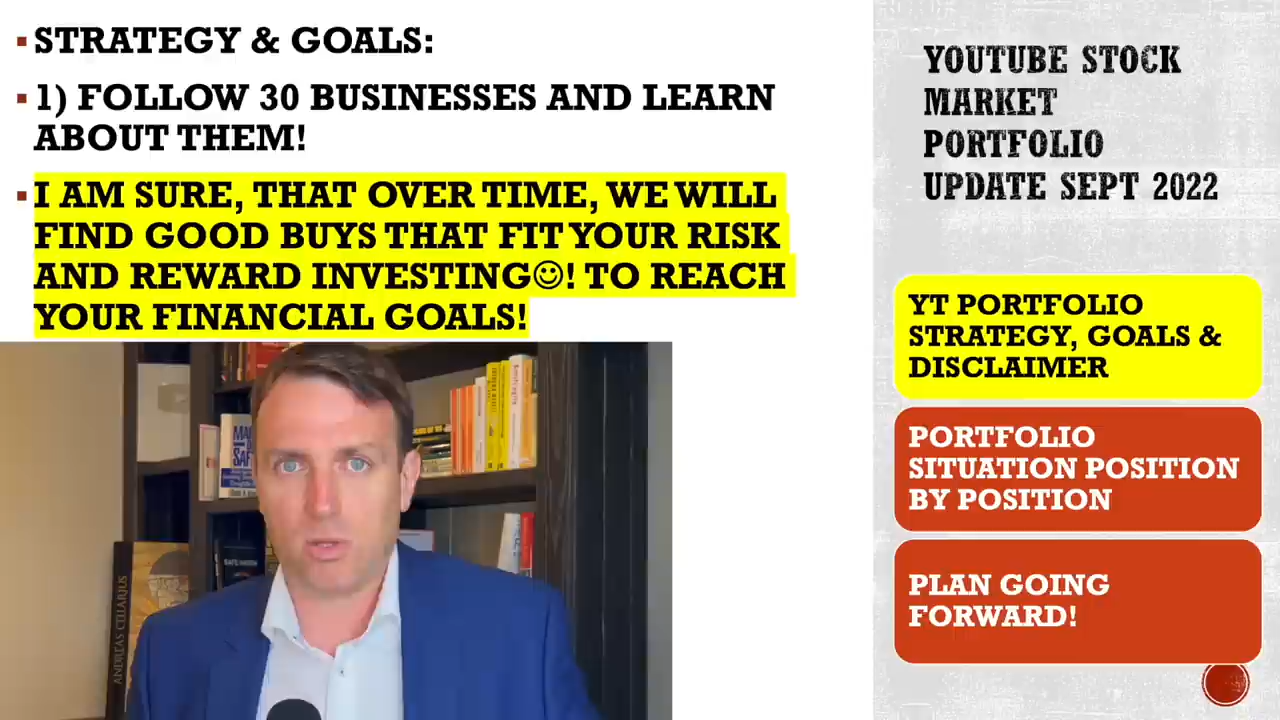 STRATEGY & GOALS:
1) FOLLOW 30 BUSINESSES AND LEARN
ABOUT THEM!
I AM SURE, THAT OVER TIME, WE WILL
FIND GOOD BUYS THAT FIT YOUR RISK
AND REWARD INVESTING☺! TO REACH
YOUR FINANCIAL GOALS!
YOUTUBE STOCK
MARKET
PORTFOLIO
UPDATE SEPT 2022
YT PORTFOLIO
STRATEGY, GOALS &
DISCLAIMER
PORTFOLIO
SITUATION POSITION
BY POSITION
PLAN GOING
FORWARD!
ANDREAS CELLARIUS